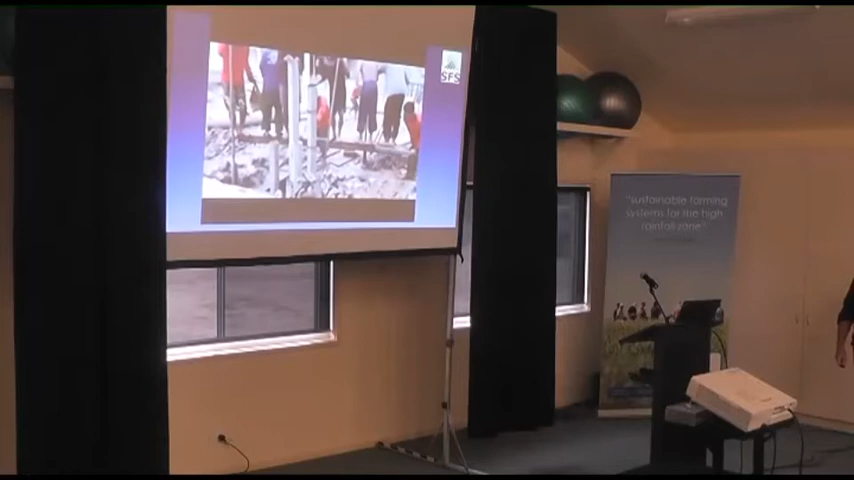 SFS
"sustainable farming
systems for the high
rainfall zone"